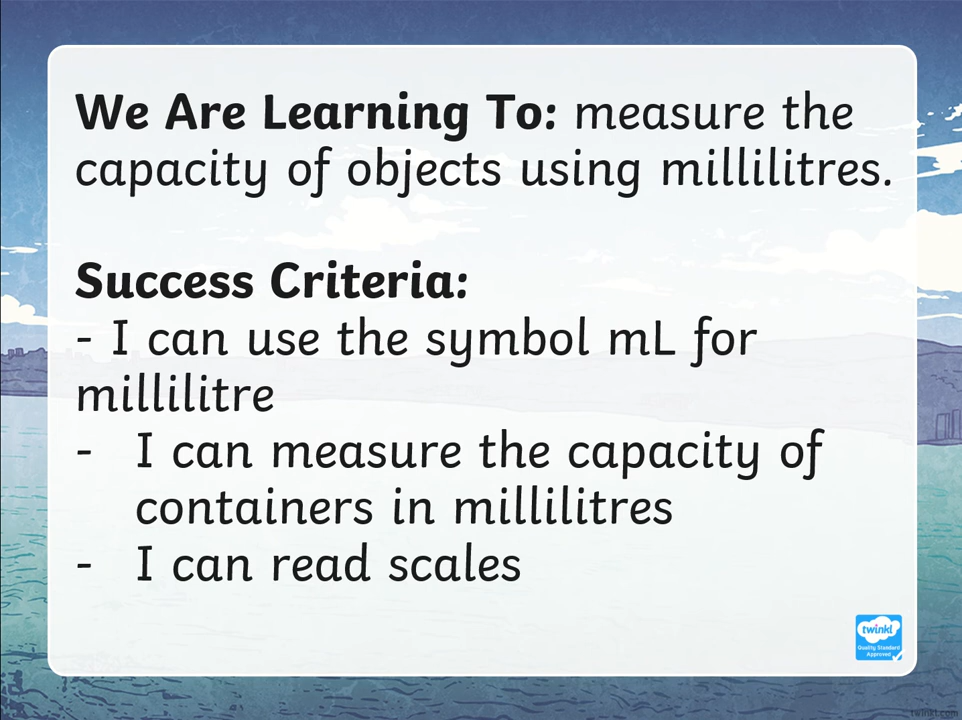 We Are Learning To: measure the
capacity of objects using millilitres.
Success Criteria:
- I can use the symbol mL for
millilitre
- I can measure the capacity of
containers in millilitres
- I can read scales
twinkl
Quality Standard
Approved
twinkl.com